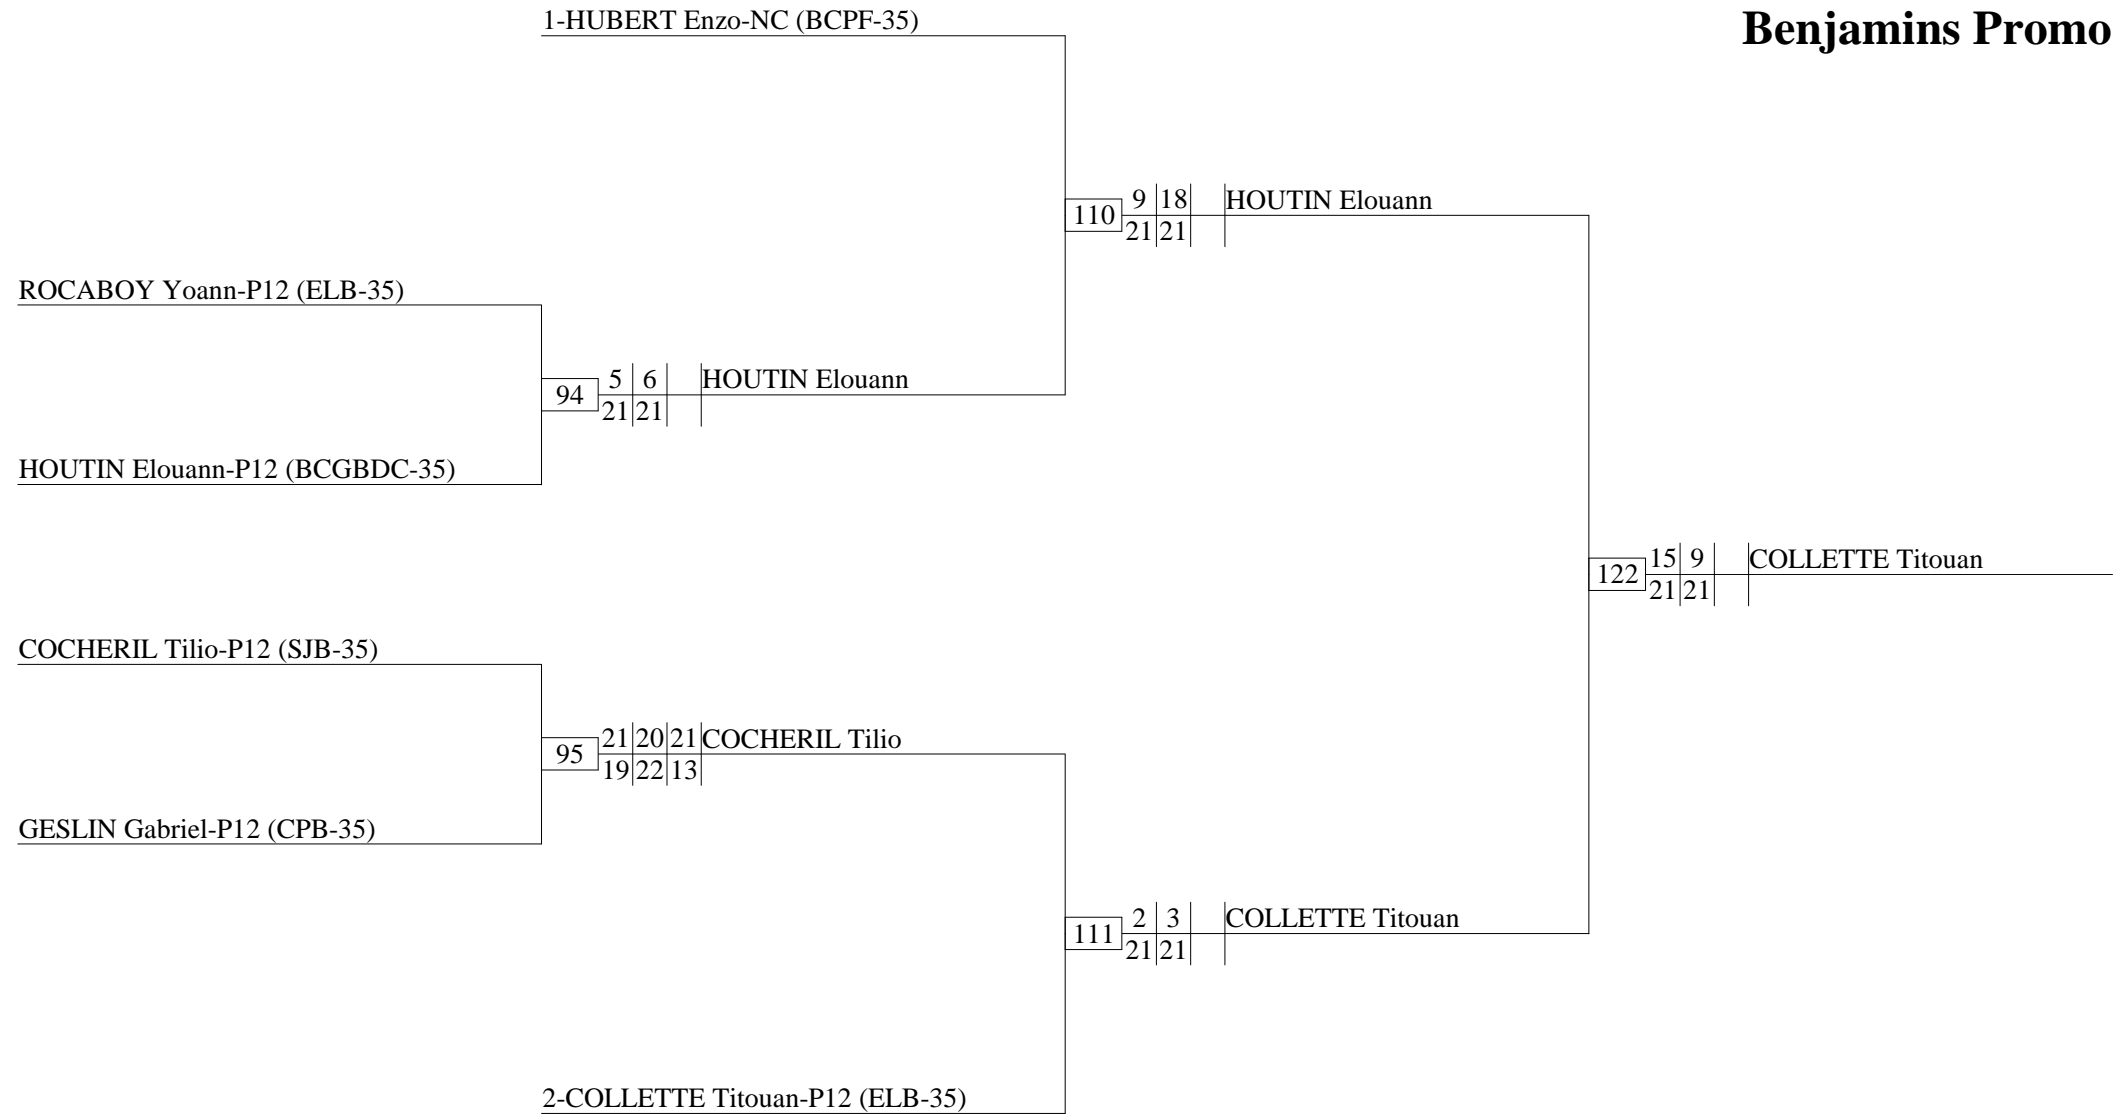 1-HUBERT Enzo-NC (BCPF-35)
Benjamins Promo
9 18 HOUTIN Elouann
110
21 21
ROCABOY Yoann-P12 (ELB-35)
5 6 HOUTIN Elouann
94
21 21
HOUTIN Elouann-P12 (BCGBDC-35)
15 9 COLLETTE Titouan
122
21 21
COCHERIL Tilio-P12 (SJB-35)
21 20 21 COCHERIL Tilio
95
19 22 13
GESLIN Gabriel-P12 (CPB-35)
2 3 COLLETTE Titouan
111
21 21
2-COLLETTE Titouan-P12 (ELB-35)